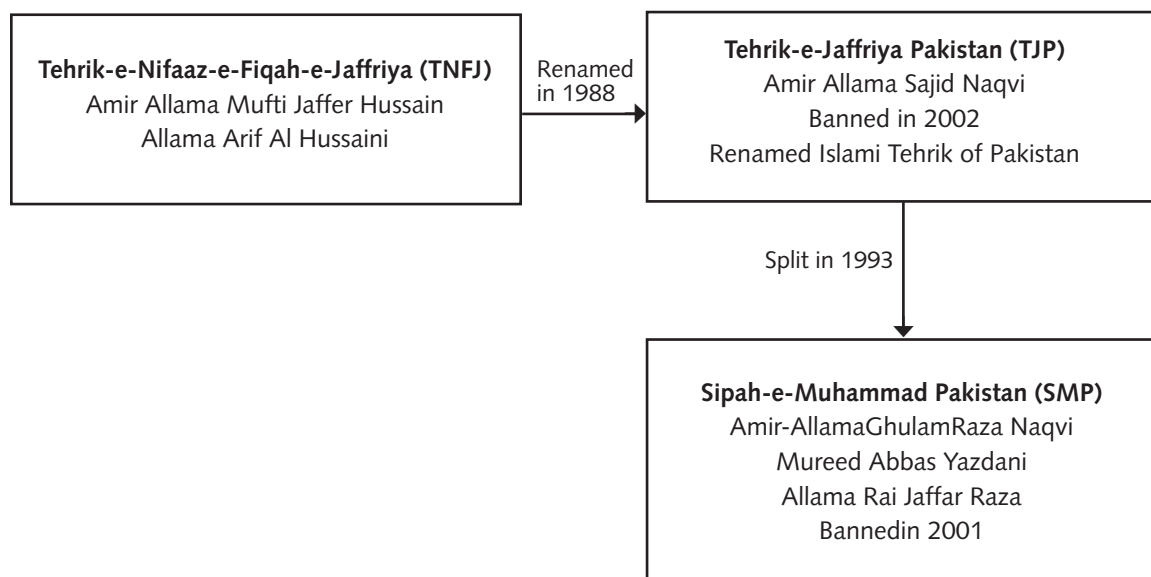 Tehrik-e-Nifaaz-e-Fiqah-e-Jaffriya (TNFJ)
Amir Allama Mufti Jaffer Hussain
Allama Arif Al Hussaini
Renamed
in 1988
Tehrik-e-Jaffriya Pakistan (TJP)
Amir Allama Sajid Naqvi
Banned in 2002
Renamed Islami Tehrik of Pakistan
Split in 1993
Sipah-e-Muhammad Pakistan (SMP)
Amir-AllamaGhulamRaza Naqvi
Mureed Abbas Yazdani
Allama Rai Jaffar Raza
Bannedin 2001